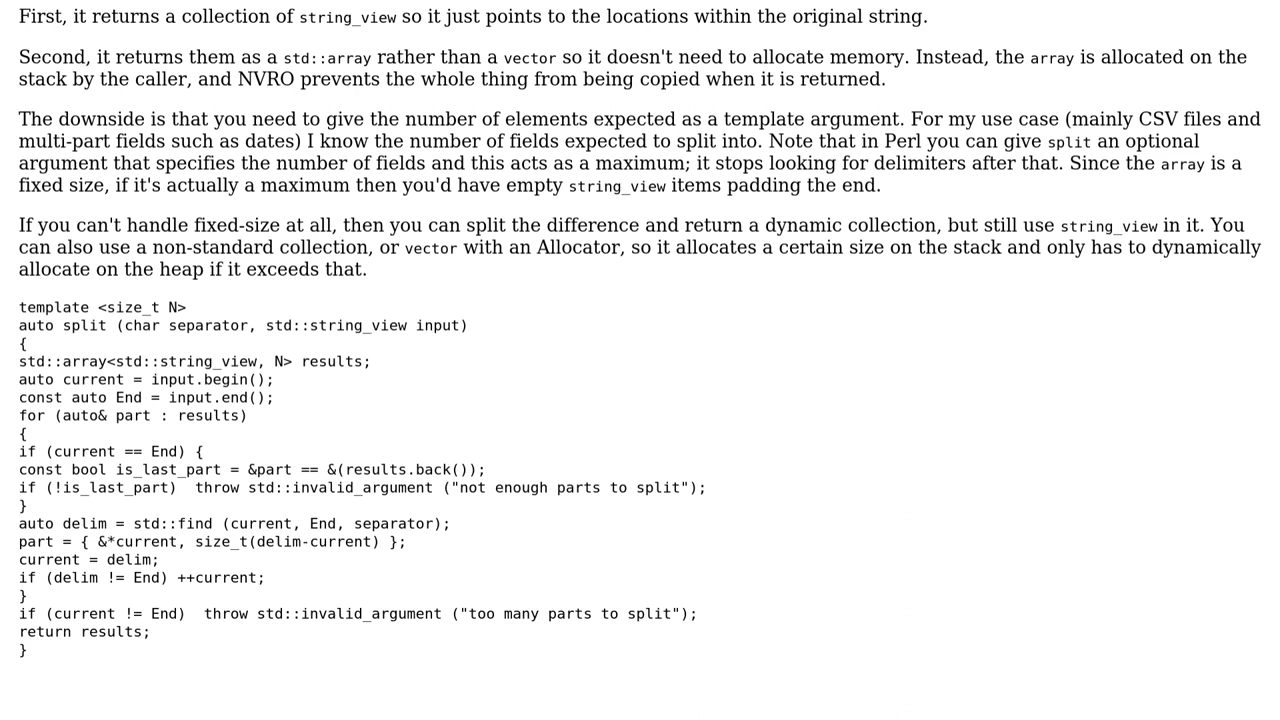 First, it returns a collection of string_view so it just points to the locations within the original string.
Second, it returns them as a std::array rather than a vector so it doesn't need to allocate memory. Instead, the array is allocated on the
stack by the caller, and NVRO prevents the whole thing from being copied when it is returned.
The downside is that you need to give the number of elements expected as a template argument. For my use case (mainly CSV files and
multi-part fields such as dates) I know the number of fields expected to split into. Note that in Perl you can give split an optional
argument that specifies the number of fields and this acts as a maximum; it stops looking for delimiters after that. Since the array is a
fixed size, if it's actually a maximum then you'd have empty string_view items padding the end.
If you can't handle fixed-size at all, then you can split the difference and return a dynamic collection, but still use string_view in it. You
can also use a non-standard collection, or vector with an Allocator, so it allocates a certain size on the stack and only has to dynamically
allocate on the heap if it exceeds that.
template <size_t N>
auto split (char separator, std::string_view input)
{
std::array<std::string_view, N> results;
auto current = input.begin();
const auto End = input.end();
for (auto& part : results)
{
if (current == End) {
const bool is_last_part = &part == &(results.back());
if (!is_last_part)  throw std::invalid_argument ("not enough parts to split");
}
auto delim = std::find (current, End, separator);
part = { &*current, size_t(delim-current) };
current = delim;
if (delim != End) ++current;
}
if (current != End)  throw std::invalid_argument ("too many parts to split");
return results;
}